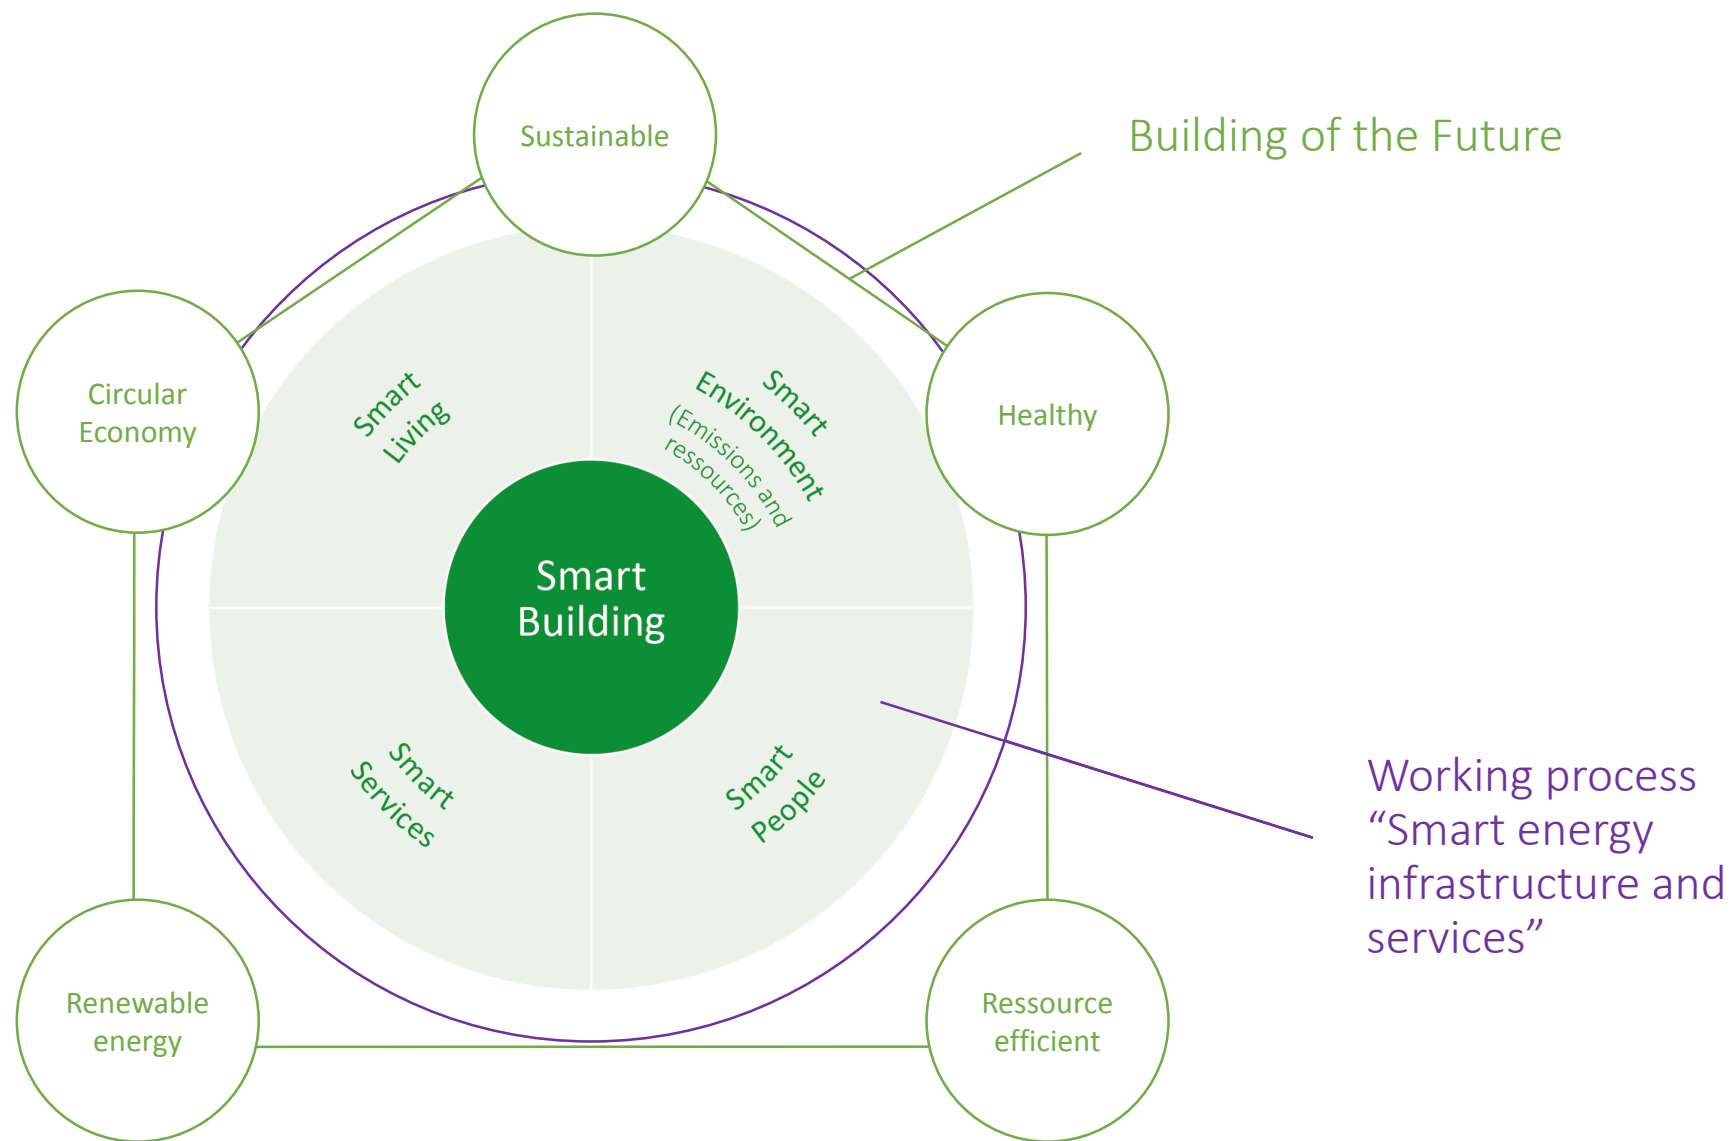 Sustainable
Building of the Future
Circular
Economy
Smart
Living
Smart
Environment
(Emissions and
ressources)
Healthy
Smart
Building
Smart
Services
Smart
People
Working process
“Smart energy
infrastructure and
services”
Renewable
energy
Ressource
efficient